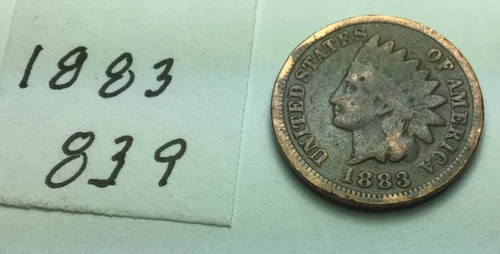 1883
839
UNITED STATES OF AMERICA
1883